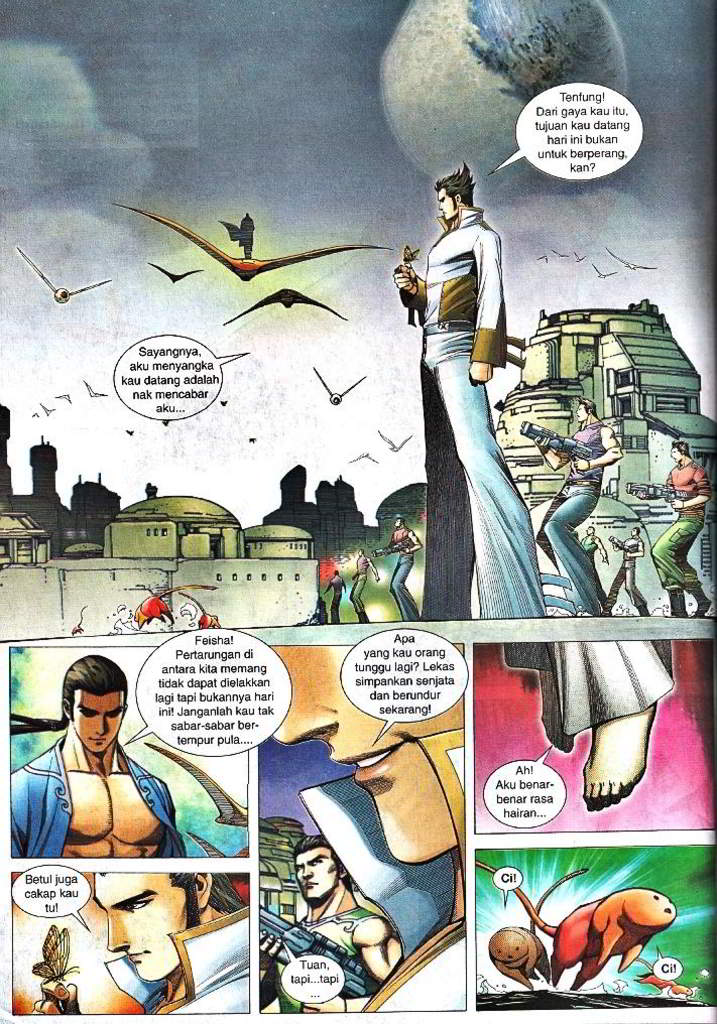 Tenfung!
Dari gaya kau itu,
tujuan kau datang
hari ini bukan
untuk berperang,
kan?
Sayangnya,
aku menyangka
kau datang adalah
nak mencabar
aku...
Feisha!
Pertarungan di
antara kita memang
tidak dapat dielakkan
lagi tapi bukannya hari
ini! Janganlah kau tak
sabar-sabar ber-
tempur pula....
Betul juga
cakap kau
tu!
Apa
yang kau orang
tunggu lagi? Lekas
simpankan senjata
dan berundur
sekarang!
Tuan,
tapi...tapi
...
Ah!
Aku benar-
benar rasa
hairan...
Ci!
Ci!